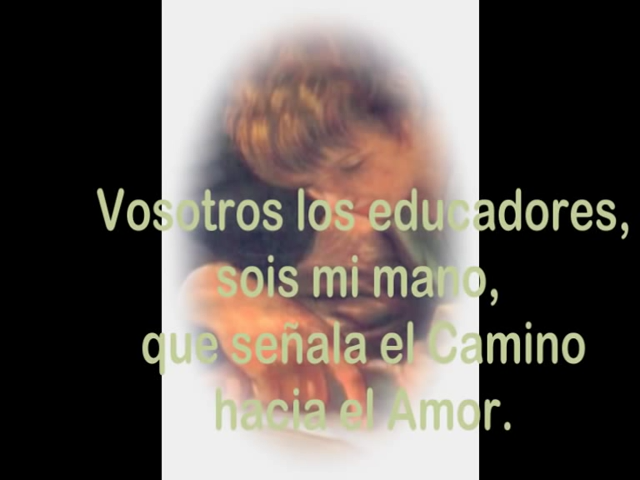 Vosotros los educadores,
sois mi mano,
que señala el Camino
hacia el Amor.